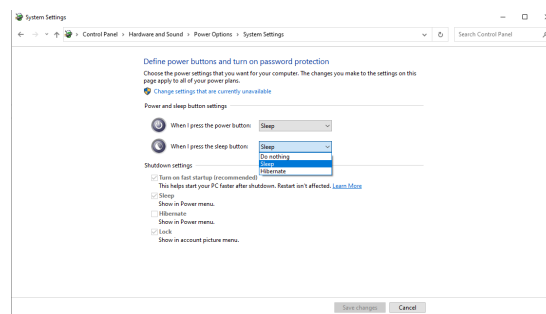 System Settings
Control Panel > Hardware and Sound > Power Options > System Settings
Search Control Panel
Define power buttons and turn on password protection
Choose the power settings that you want for your computer. The changes you make to the settings on this
page apply to all of your power plans.
Change settings that are currently unavailable
Power and sleep button settings
When I press the power button: Sleep
When I press the sleep button: Sleep
Do nothing
Sleep
Hibernate
Shutdown settings
Turn on fast startup (recommended)
This helps start your PC faster after shutdown. Restart isn't affected. Learn More
Sleep
Show in Power menu.
Hibernate
Show in Power menu.
Lock
Show in account picture menu.
Save changes Cancel